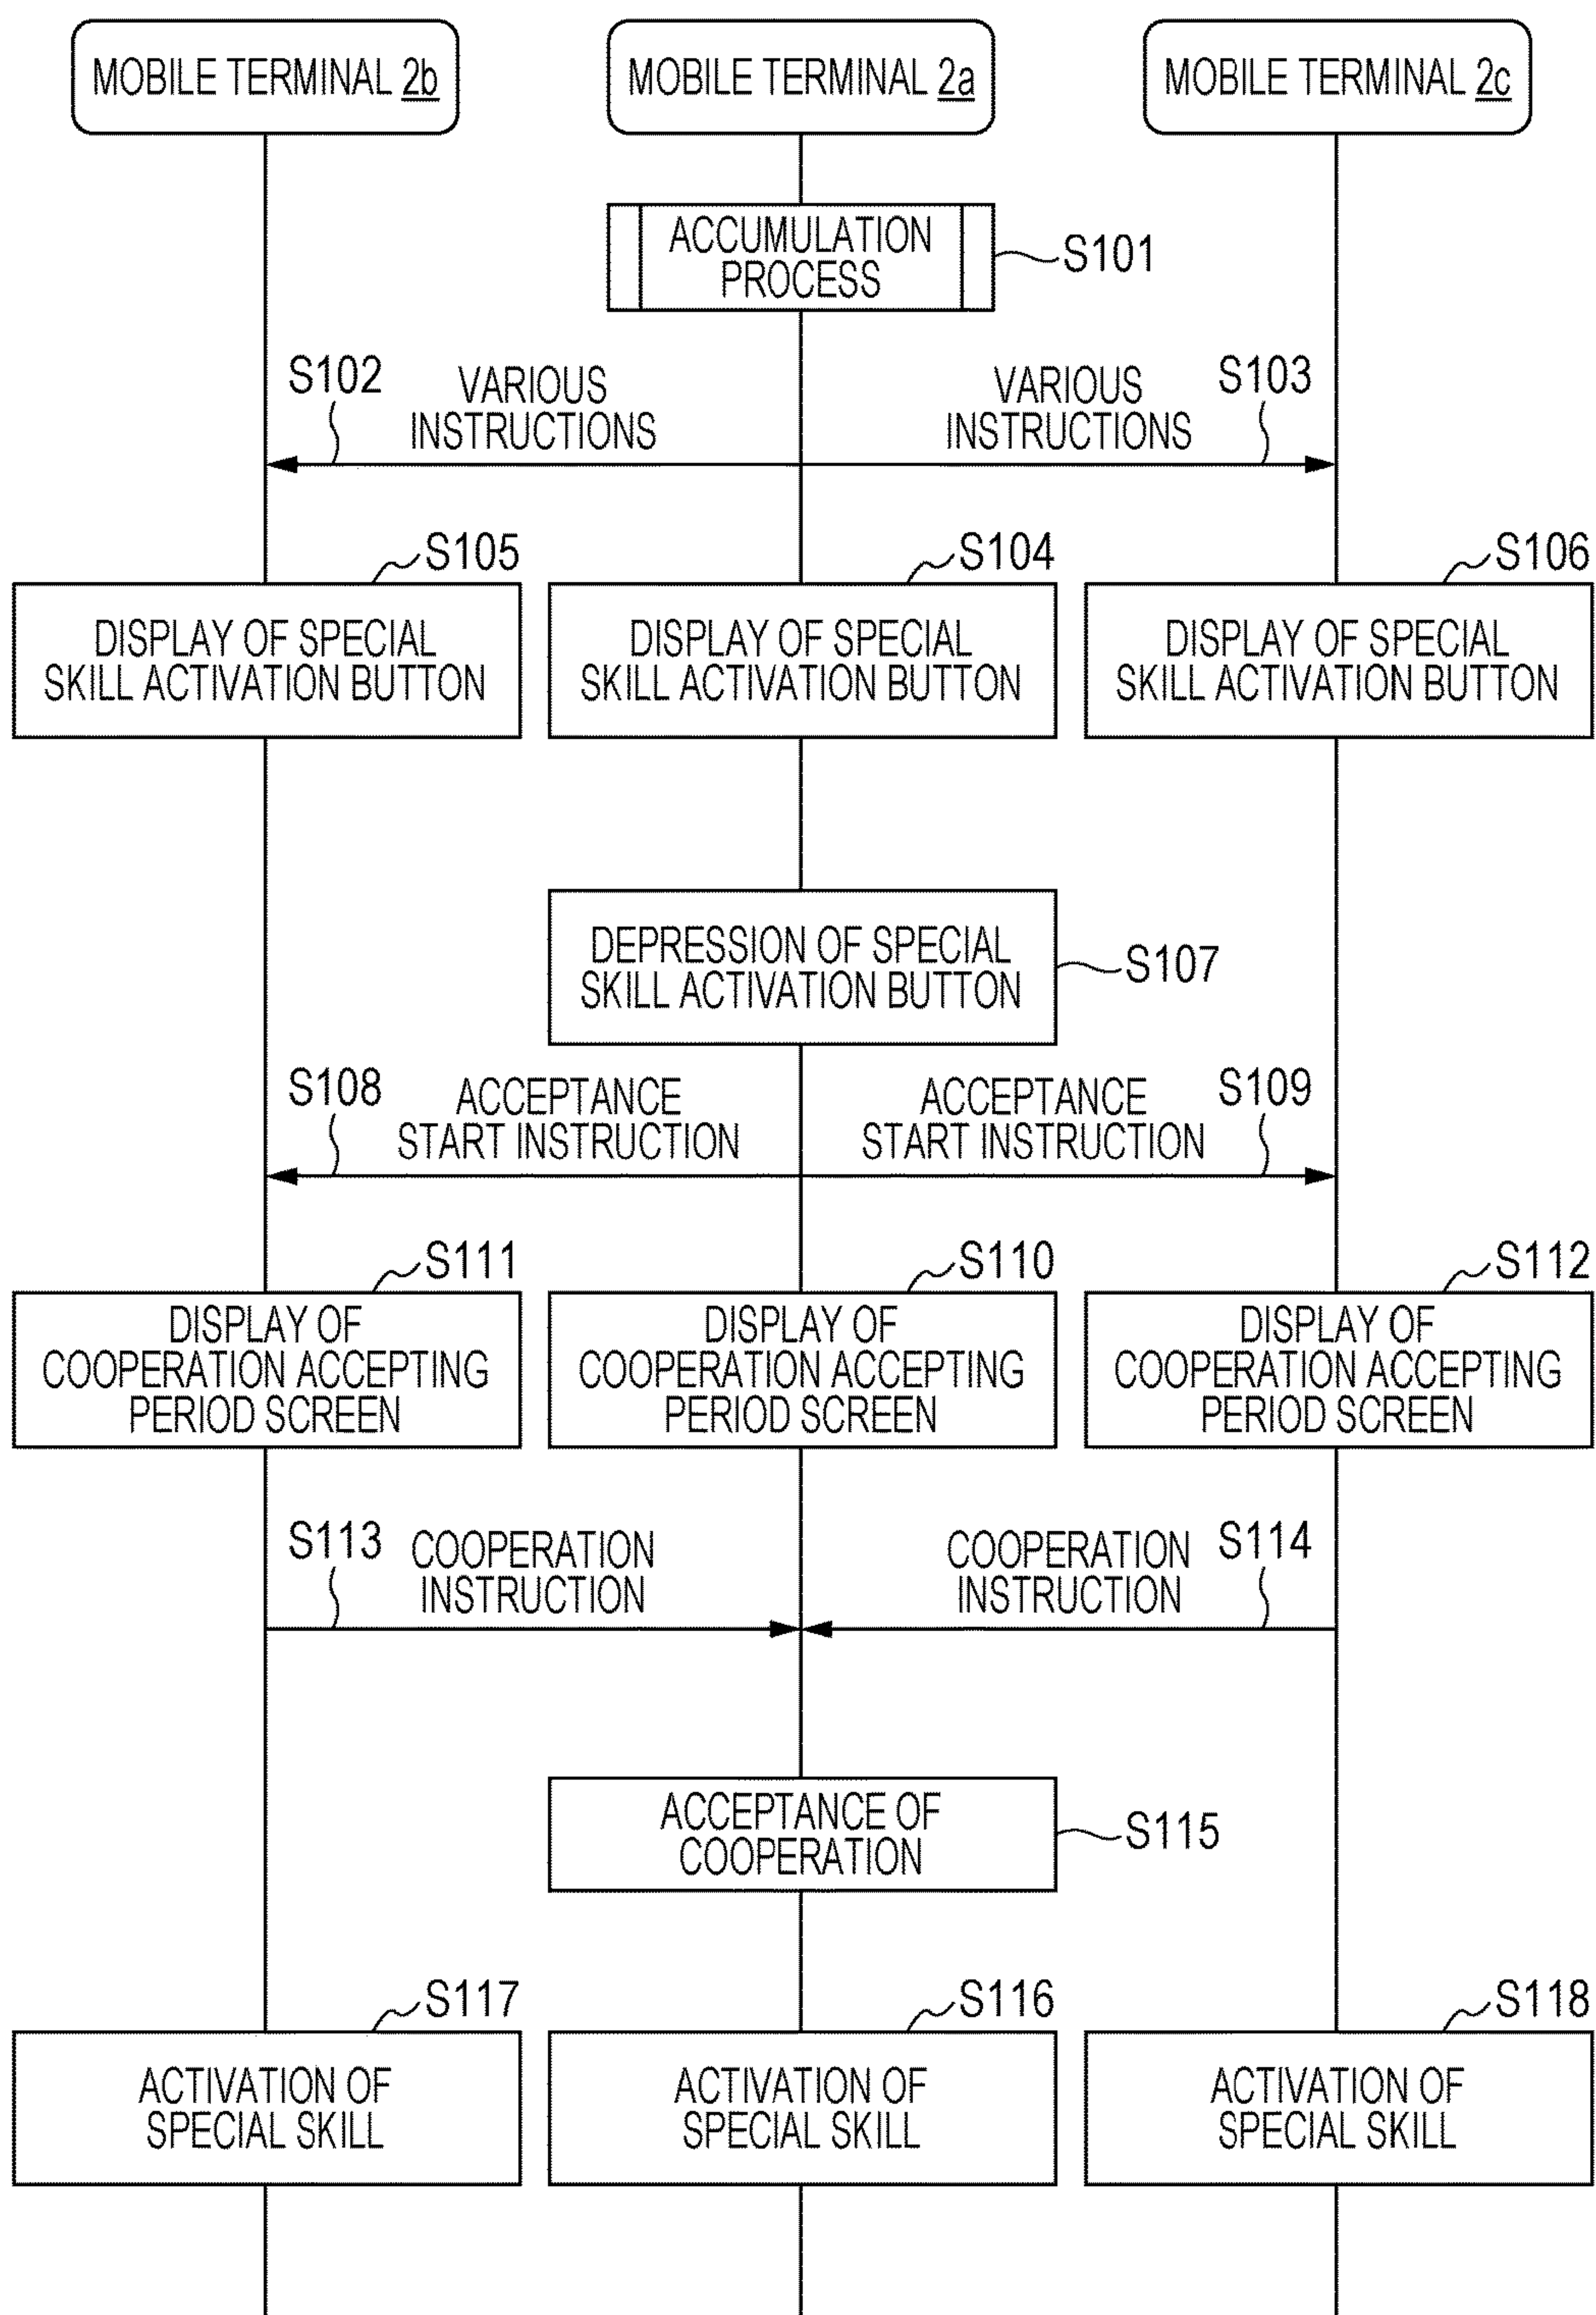 MOBILE TERMINAL 2b
MOBILE TERMINAL 2a
MOBILE TERMINAL 2c
ACCUMULATION
PROCESS
S101
S102
VARIOUS
INSTRUCTIONS
VARIOUS
INSTRUCTIONS
S103
S105
S104
S106
DISPLAY OF SPECIAL
SKILL ACTIVATION BUTTON
DISPLAY OF SPECIAL
SKILL ACTIVATION BUTTON
DISPLAY OF SPECIAL
SKILL ACTIVATION BUTTON
DEPRESSION OF SPECIAL
SKILL ACTIVATION BUTTON
S107
S108
ACCEPTANCE
START INSTRUCTION
ACCEPTANCE
START INSTRUCTION
S109
S111
S110
S112
DISPLAY OF
COOPERATION ACCEPTING
PERIOD SCREEN
DISPLAY OF
COOPERATION ACCEPTING
PERIOD SCREEN
DISPLAY OF
COOPERATION ACCEPTING
PERIOD SCREEN
S113
COOPERATION
INSTRUCTION
COOPERATION
INSTRUCTION
S114
ACCEPTANCE OF
COOPERATION
S115
S117
S116
S118
ACTIVATION OF
SPECIAL SKILL
ACTIVATION OF
SPECIAL SKILL
ACTIVATION OF
SPECIAL SKILL